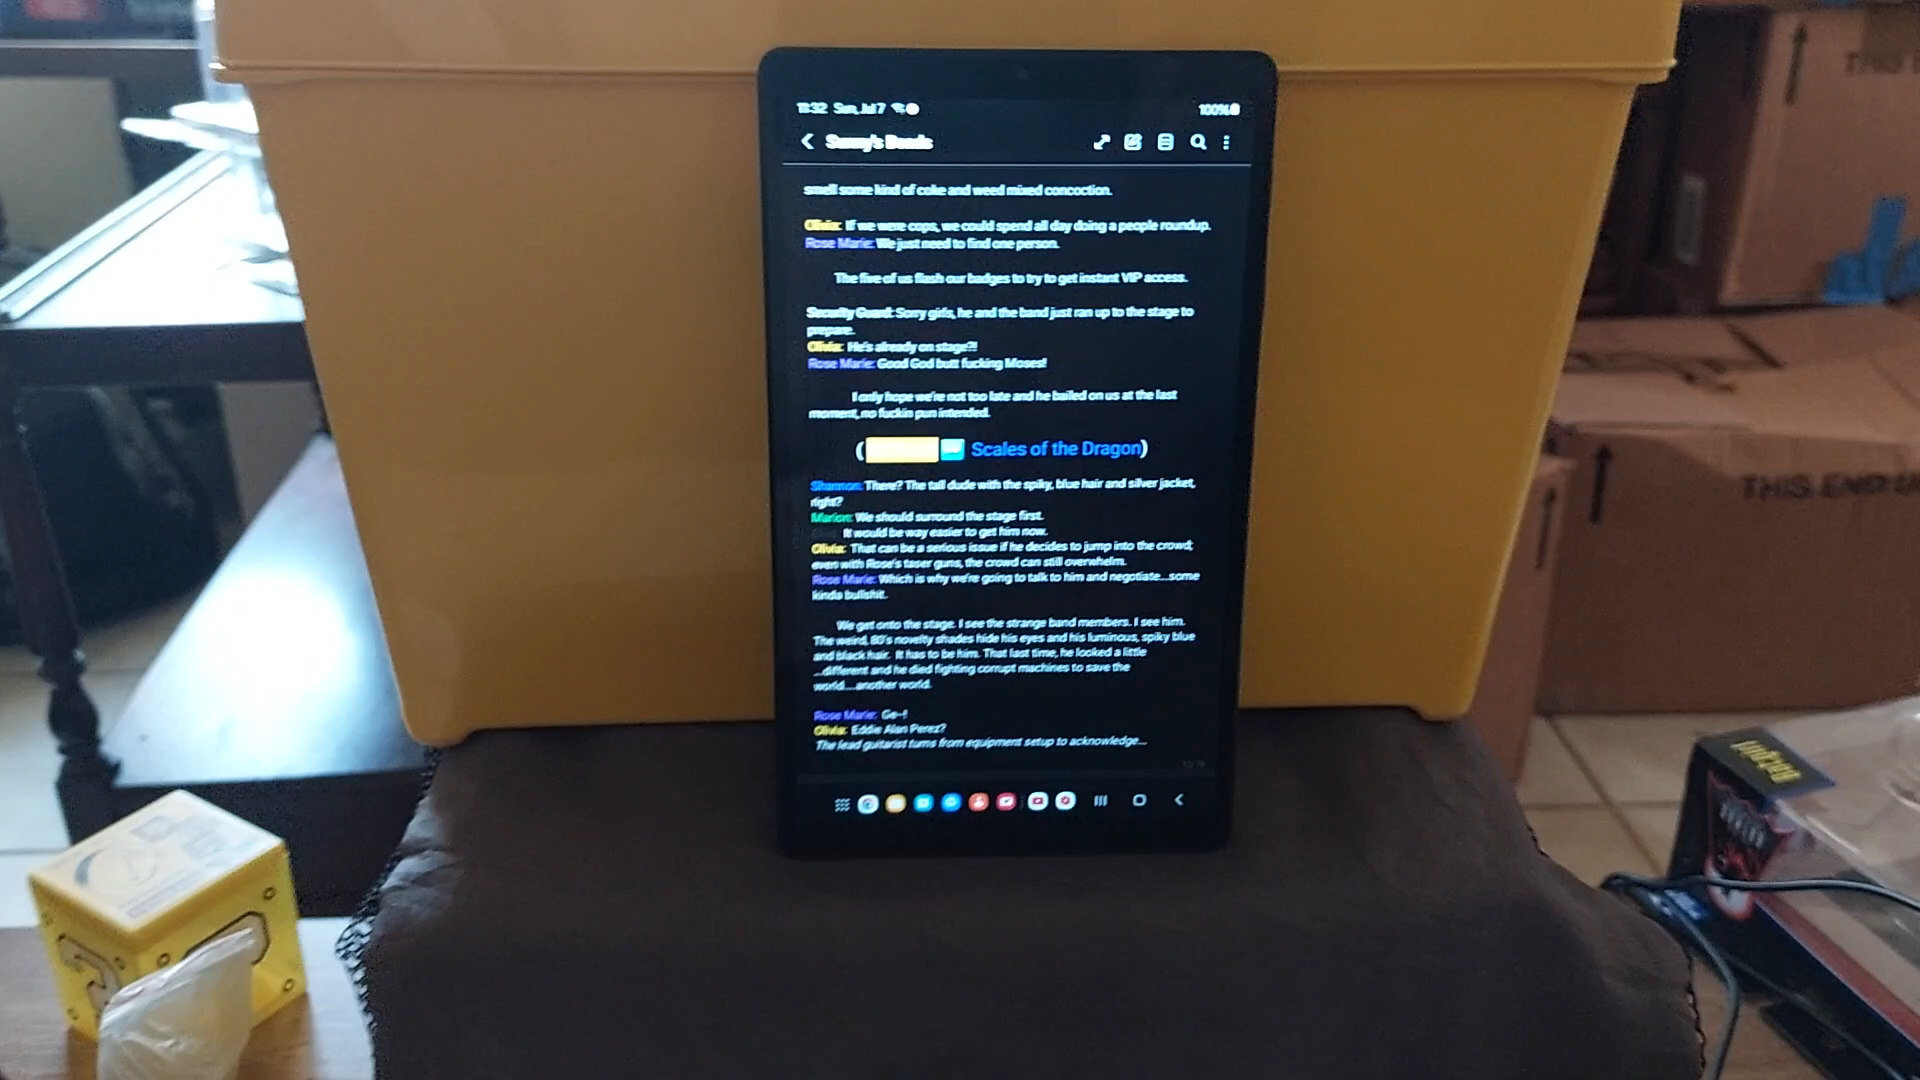 11:32 Sun, Jul 7
100%
Sunny's Bonds
smell some kind of coke and weed mixed concoction.
Olivia: If we were cops, we could spend all day doing a people roundup.
Rose Marie: We just need to find one person.
The five of us flash our badges to try to get instant VIP access.
Security Guard: Sorry girls, he and the band just ran up to the stage to
prepare.
Olivia: He's already on stage?!
Rose Marie: Good God butt fucking Moses!
I only hope we're not too late and he bailed on us at the last
moment, no fuckin pun intended.
( Scales of the Dragon)
Shannon: There? The tall dude with the spiky, blue hair and silver jacket,
right?
Marion: We should surround the stage first.
It would be way easier to get him now.
Olivia: That can be a serious issue if he decides to jump into the crowd;
even with Rose's taser guns, the crowd can still overwhelm.
Rose Marie: Which is why we're going to talk to him and negotiate...some
kinda bullshit.
We get onto the stage. I see the strange band members. I see him.
The weird, 80's novelty shades hide his eyes and his luminous, spiky blue
and black hair. It has to be him. That last time, he looked a little
...different and he died fighting corrupt machines to save the
world....another world.
Rose Marie: Ge--!
Olivia: Eddie Alan Perez?
The lead guitarist turns from equipment setup to acknowledge...
THIS END U